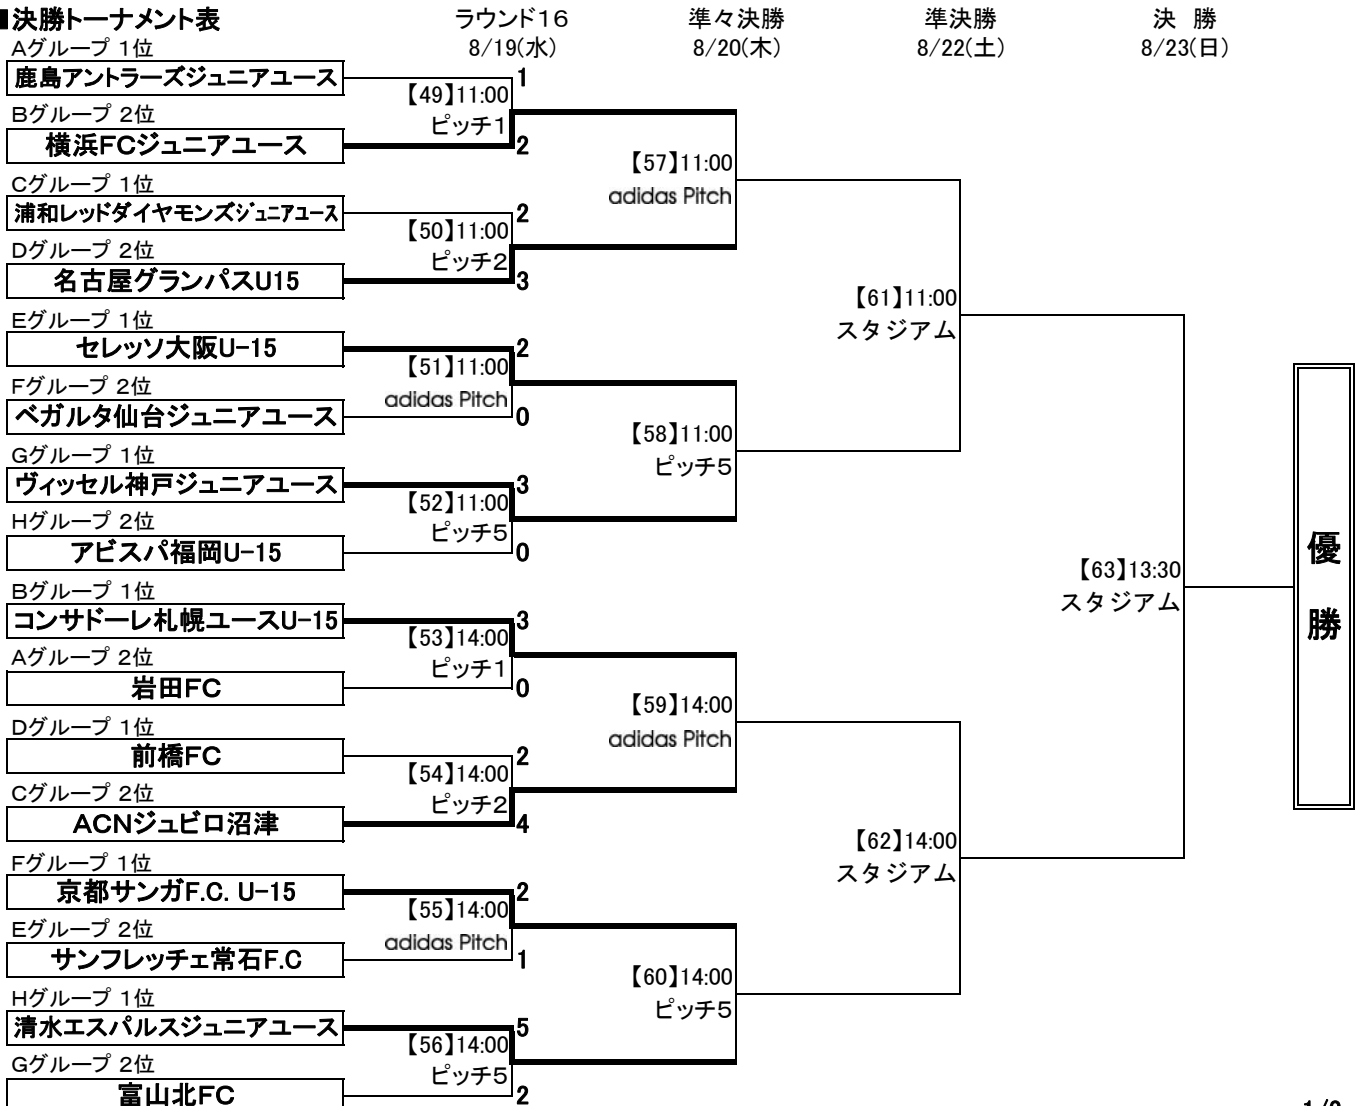 ■決勝トーナメント表
ラウンド16
準々決勝
準決勝
決 勝
8/19(水)
8/20(木)
8/22(土)
8/23(日)
Aグループ 1位
鹿島アントラーズジュニアユース
1
【49】11:00
ピッチ1
Bグループ 2位
横浜FCジュニアユース
2
【57】11:00
adidas Pitch
Cグループ 1位
浦和レッドダイヤモンズジュニアユース
2
【50】11:00
ピッチ2
Dグループ 2位
名古屋グランパスU15
3
【61】11:00
スタジアム
Eグループ 1位
セレッソ大阪U-15
2
【51】11:00
adidas Pitch
Fグループ 2位
ベガルタ仙台ジュニアユース
0
【58】11:00
ピッチ5
Gグループ 1位
ヴィッセル神戸ジュニアユース
3
【52】11:00
ピッチ5
Hグループ 2位
アビスパ福岡U-15
0
【63】13:30
スタジアム
優勝
Bグループ 1位
コンサドーレ札幌ユースU-15
3
【53】14:00
ピッチ1
Aグループ 2位
岩田FC
0
【59】14:00
adidas Pitch
Dグループ 1位
前橋FC
2
【54】14:00
ピッチ2
Cグループ 2位
ACNジュビロ沼津
4
【62】14:00
スタジアム
Fグループ 1位
京都サンガF.C. U-15
2
【55】14:00
adidas Pitch
Eグループ 2位
サンフレッチェ常石F.C
1
【60】14:00
ピッチ5
Hグループ 1位
清水エスパルスジュニアユース
5
【56】14:00
ピッチ5
Gグループ 2位
富山北FC
2